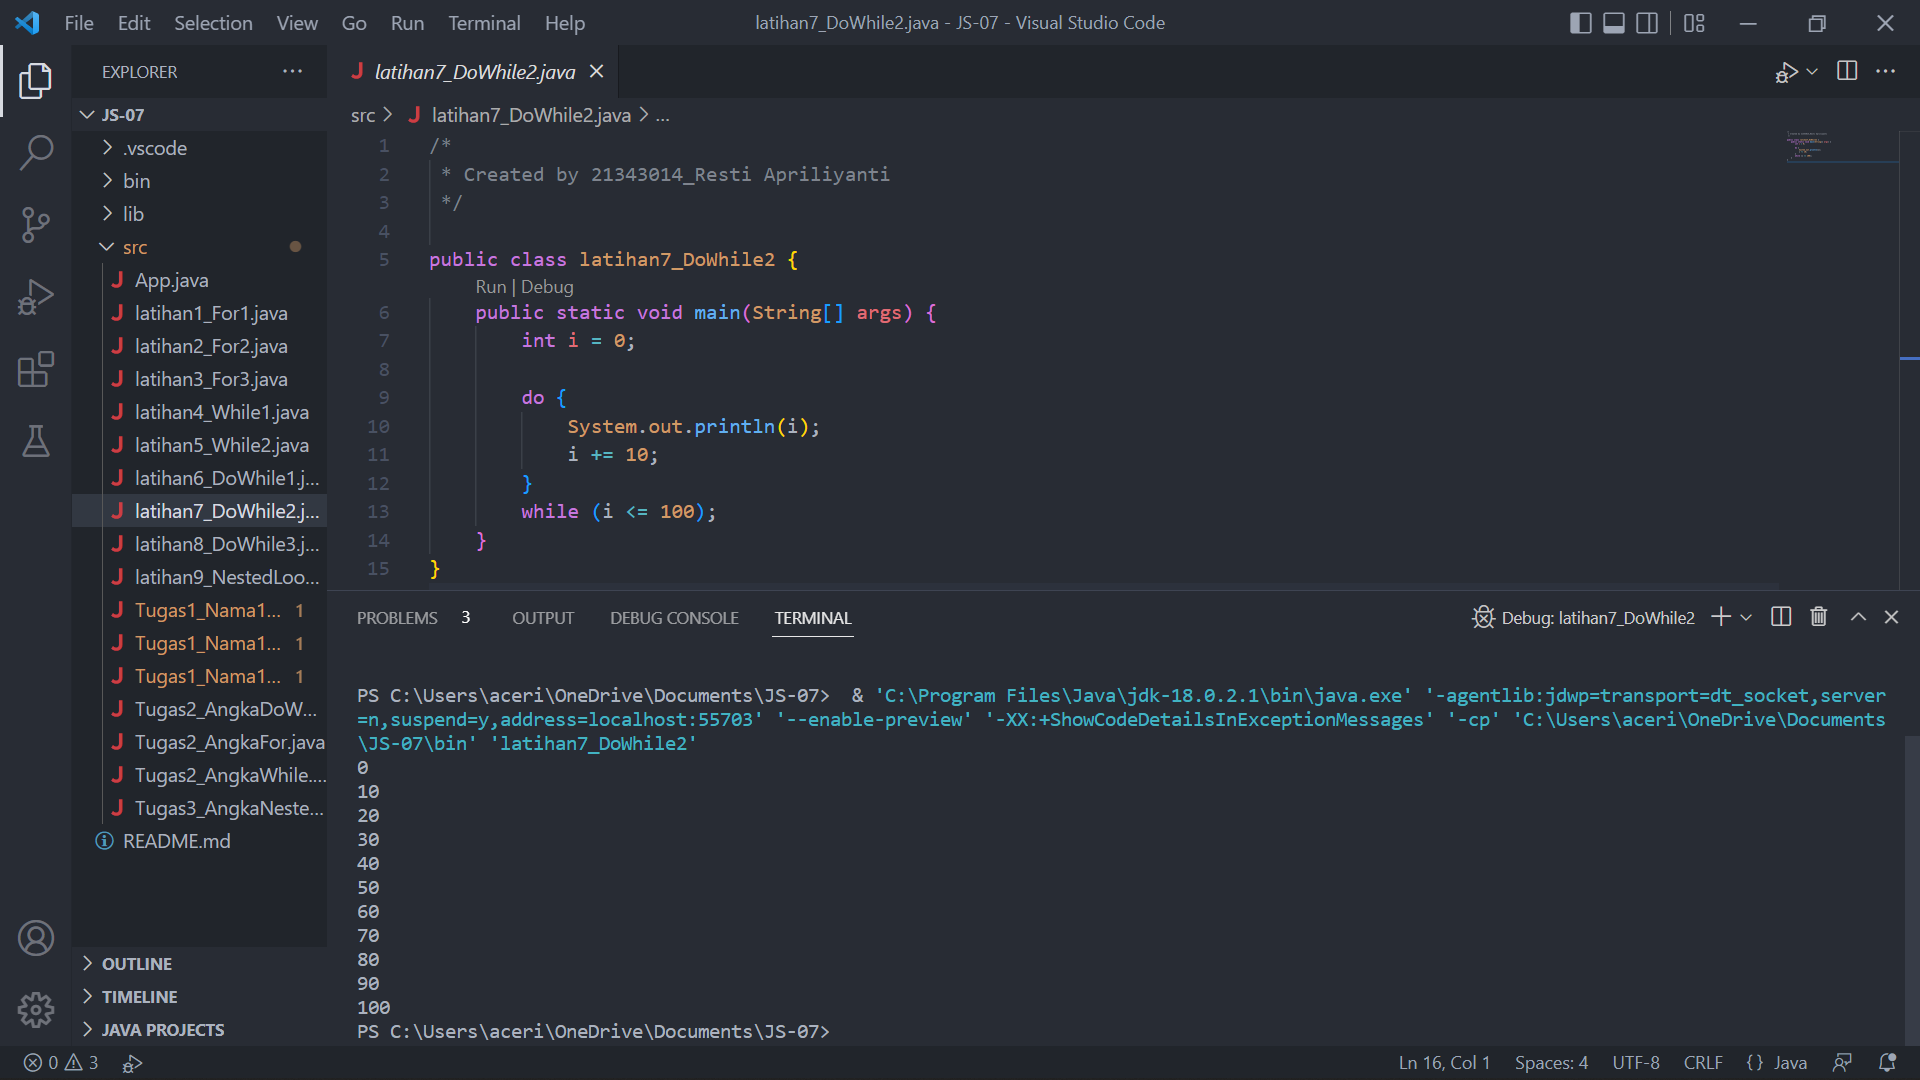 File Edit Selection View Go Run Terminal Help
latihan7_DoWhile2.java - JS-07 - Visual Studio Code
EXPLORER
JS-07
.vscode
bin
lib
src
App.java
latihan1_For1.java
latihan2_For2.java
latihan3_For3.java
latihan4_While1.java
latihan5_While2.java
latihan6_DoWhile1.j...
latihan7_DoWhile2.j...
latihan8_DoWhile3.j...
latihan9_NestedLoo...
Tugas1_Nama1... 1
Tugas1_Nama1... 1
Tugas1_Nama1... 1
Tugas2_AngkaDoW...
Tugas2_AngkaFor.java
Tugas2_AngkaWhile....
Tugas3_AngkaNeste...
README.md
OUTLINE
TIMELINE
JAVA PROJECTS
latihan7_DoWhile2.java
src > latihan7_DoWhile2.java > ...
1 /*
2  * Created by 21343014_Resti Apriliyanti
3  */
4
5 public class latihan7_DoWhile2 {
Run | Debug
6     public static void main(String[] args) {
7         int i = 0;
8
9         do {
10             System.out.println(i);
11             i += 10;
12         }
13         while (i <= 100);
14     }
15 }
PROBLEMS 3 OUTPUT DEBUG CONSOLE TERMINAL
Debug: latihan7_DoWhile2
PS C:\Users\aceri\OneDrive\Documents\JS-07>  & 'C:\Program Files\Java\jdk-18.0.2.1\bin\java.exe' '-agentlib:jdwp=transport=dt_socket,server
=n,suspend=y,address=localhost:55703' '--enable-preview' '-XX:+ShowCodeDetailsInExceptionMessages' '-cp' 'C:\Users\aceri\OneDrive\Documents
\JS-07\bin' 'latihan7_DoWhile2'
0
10
20
30
40
50
60
70
80
90
100
PS C:\Users\aceri\OneDrive\Documents\JS-07>
0 3
Ln 16, Col 1 Spaces: 4 UTF-8 CRLF {} Java